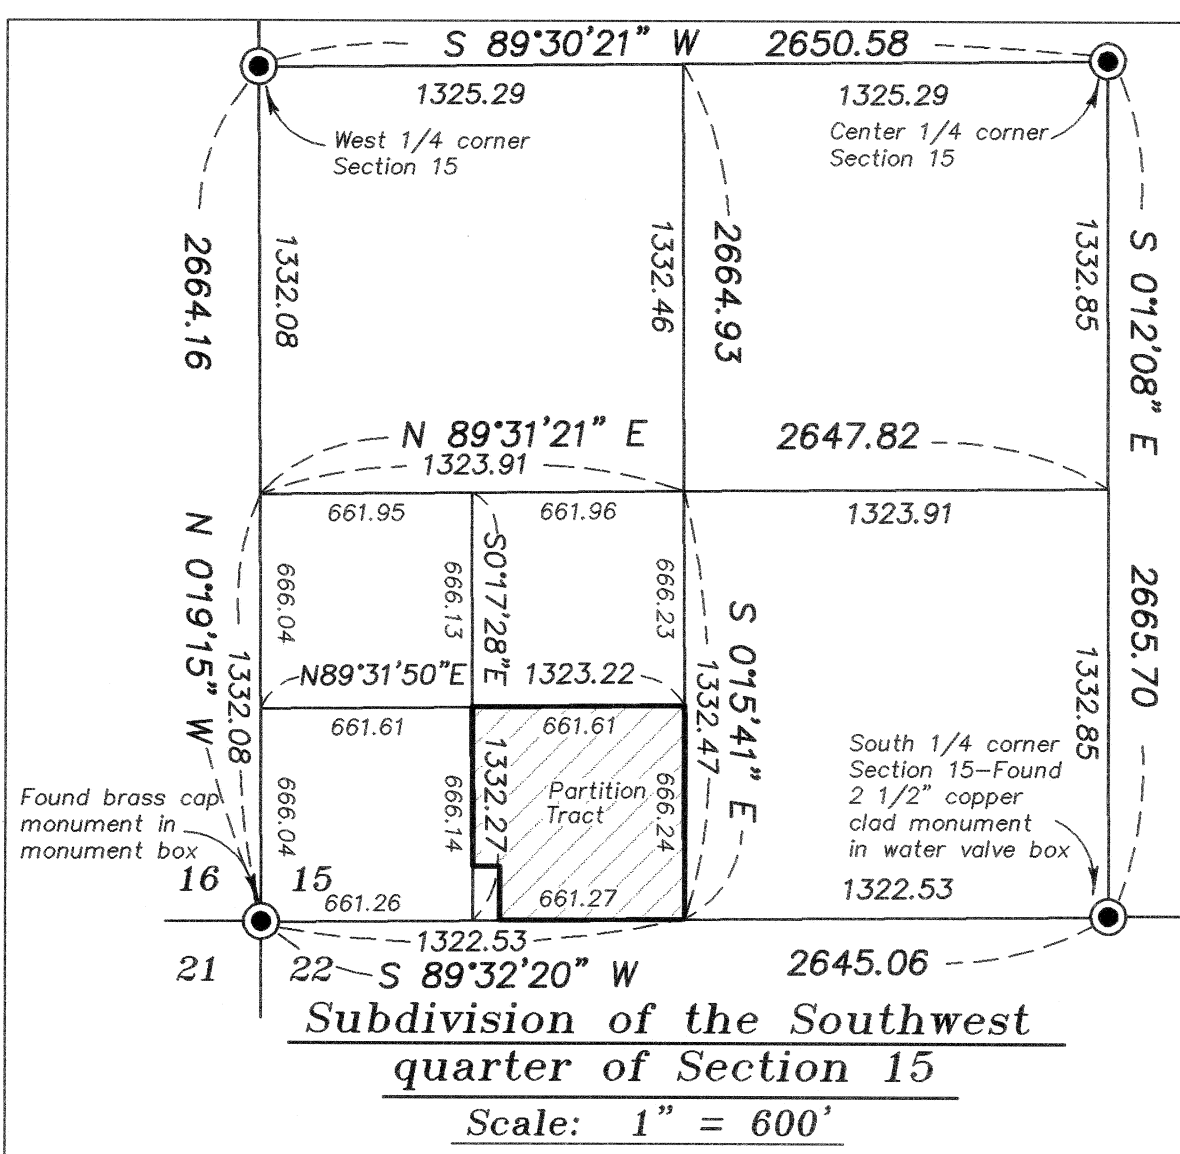 S 89°30'21" W 2650.58
1325.29
1325.29
West 1/4 corner
Section 15
Center 1/4 corner
Section 15
2664.16
1332.08
1332.46
2664.93
1332.85
S 0°12'08" E
N 89°31'21" E
2647.82
1323.91
661.95
661.96
1323.91
N 0°19'15" W
666.04
666.13
S0°17'28"E
666.23
S 0°15'41" E
2665.70
1332.08
N89°31'50"E
1323.22
1332.47
1332.85
661.61
661.61
666.04
666.14
1332.27
Partition
Tract
666.24
South 1/4 corner
Section 15-Found
2 1/2" copper
clad monument
in water valve box
Found brass cap
monument in
monument box
16
15
661.26
661.27
1322.53
1322.53
21
22
S 89°32'20" W
2645.06
Subdivision of the Southwest
quarter of Section 15
Scale: 1" = 600'